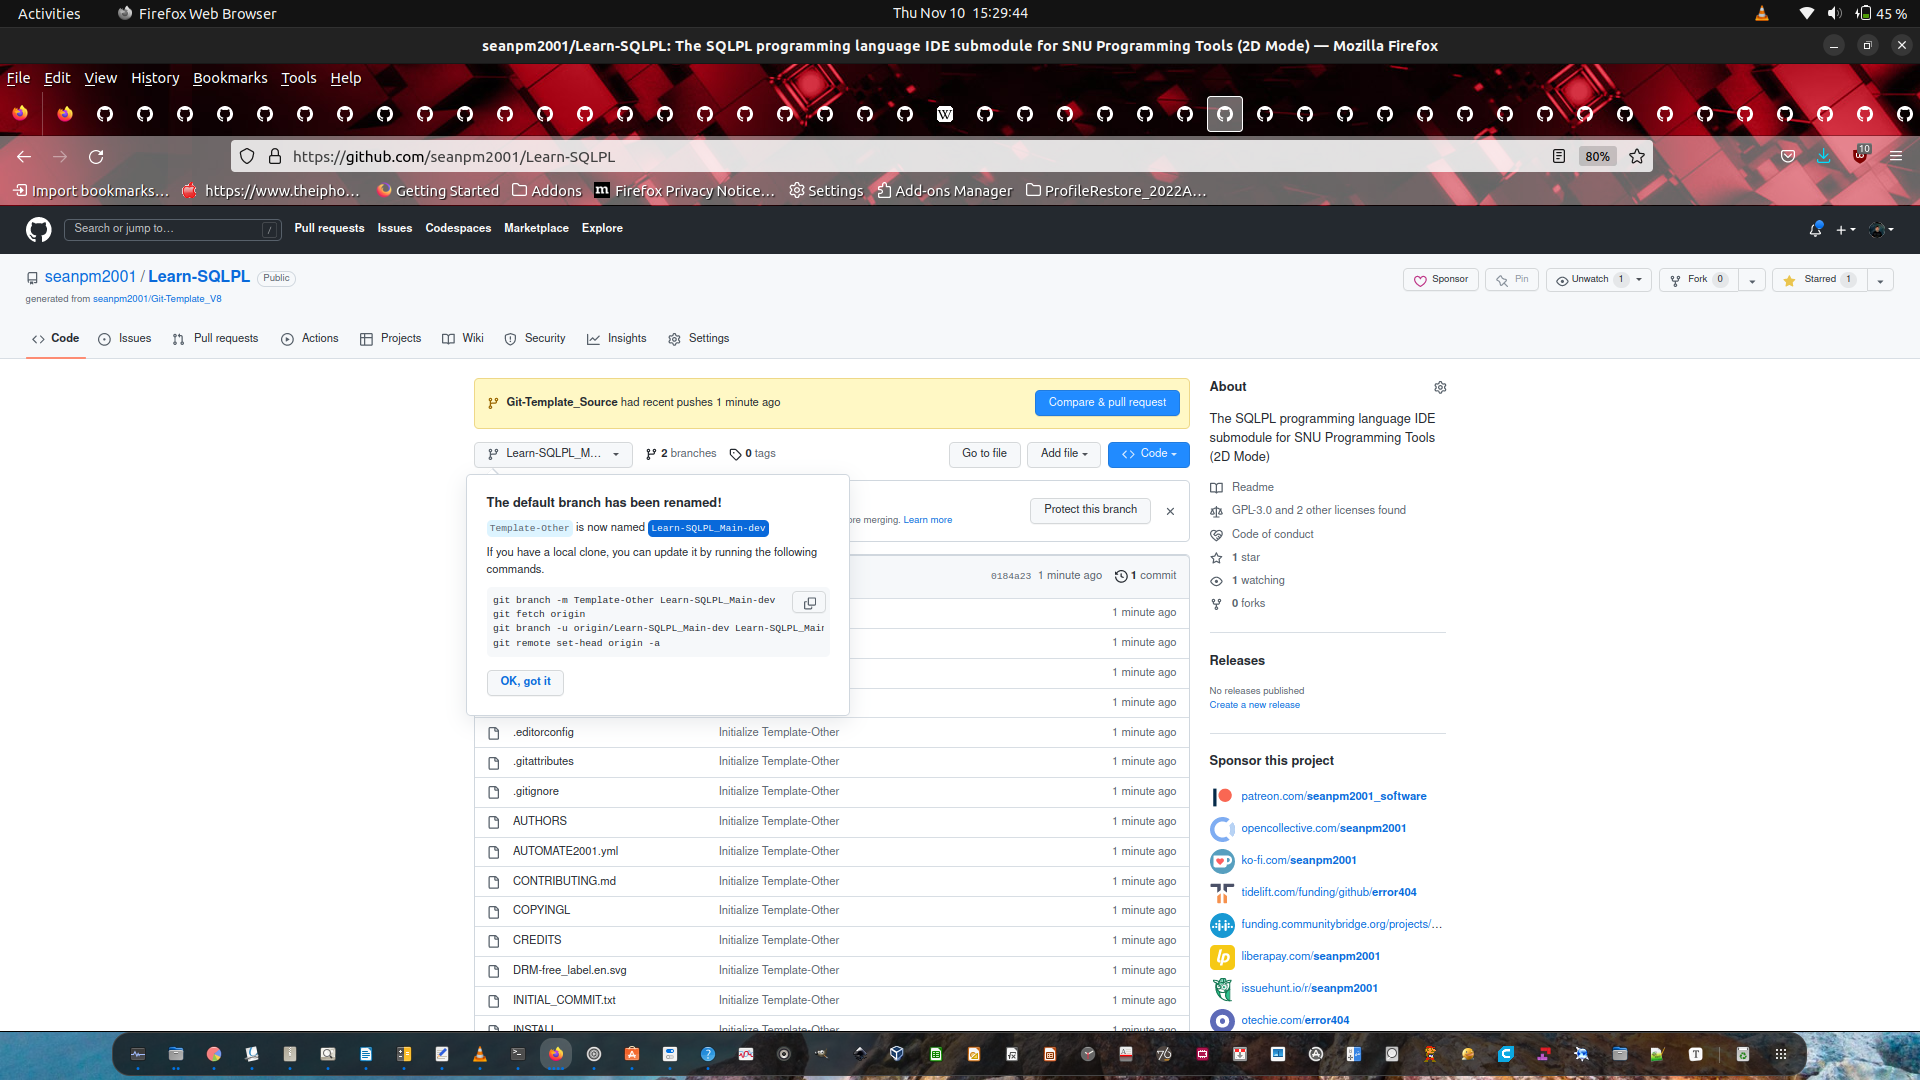 Activities Firefox Web Browser Thu Nov 10 15:29:44 45 %
seanpm2001/Learn-SQLPL: The SQLPL programming language IDE submodule for SNU Programming Tools (2D Mode) — Mozilla Firefox
File Edit View History Bookmarks Tools Help
https://github.com/seanpm2001/Learn-SQLPL 80% 10
Import bookmarks… https://www.theipho… Getting Started Addons Firefox Privacy Notice… Settings Add-ons Manager ProfileRestore_2022A…
Search or jump to… / Pull requests Issues Codespaces Marketplace Explore
seanpm2001 / Learn-SQLPL Public
Sponsor Pin Unwatch 1 Fork 0 Starred 1
generated from seanpm2001/Git-Template_V8
Code Issues Pull requests Actions Projects Wiki Security Insights Settings
Git-Template_Source had recent pushes 1 minute ago Compare & pull request
Learn-SQLPL_M... 2 branches 0 tags Go to file Add file Code
The default branch has been renamed!
Template-Other is now named Learn-SQLPL_Main-dev
If you have a local clone, you can update it by running the following
commands.
git branch -m Template-Other Learn-SQLPL_Main-dev
git fetch origin
git branch -u origin/Learn-SQLPL_Main-dev Learn-SQLPL_Main
git remote set-head origin -a
OK, got it
ore merging. Learn more Protect this branch
0184a23 1 minute ago 1 commit
1 minute ago
1 minute ago
1 minute ago
1 minute ago
.editorconfig Initialize Template-Other 1 minute ago
.gitattributes Initialize Template-Other 1 minute ago
.gitignore Initialize Template-Other 1 minute ago
AUTHORS Initialize Template-Other 1 minute ago
AUTOMATE2001.yml Initialize Template-Other 1 minute ago
CONTRIBUTING.md Initialize Template-Other 1 minute ago
COPYINGL Initialize Template-Other 1 minute ago
CREDITS Initialize Template-Other 1 minute ago
DRM-free_label.en.svg Initialize Template-Other 1 minute ago
INITIAL_COMMIT.txt Initialize Template-Other 1 minute ago
INSTALL Initialize Template-Other 1 minute ago
About
The SQLPL programming language IDE
submodule for SNU Programming Tools
(2D Mode)
Readme
GPL-3.0 and 2 other licenses found
Code of conduct
1 star
1 watching
0 forks
Releases
No releases published
Create a new release
Sponsor this project
patreon.com/seanpm2001_software
opencollective.com/seanpm2001
ko-fi.com/seanpm2001
tidelift.com/funding/github/error404
funding.communitybridge.org/projects/…
liberapay.com/seanpm2001
issuehunt.io/r/seanpm2001
otechie.com/error404